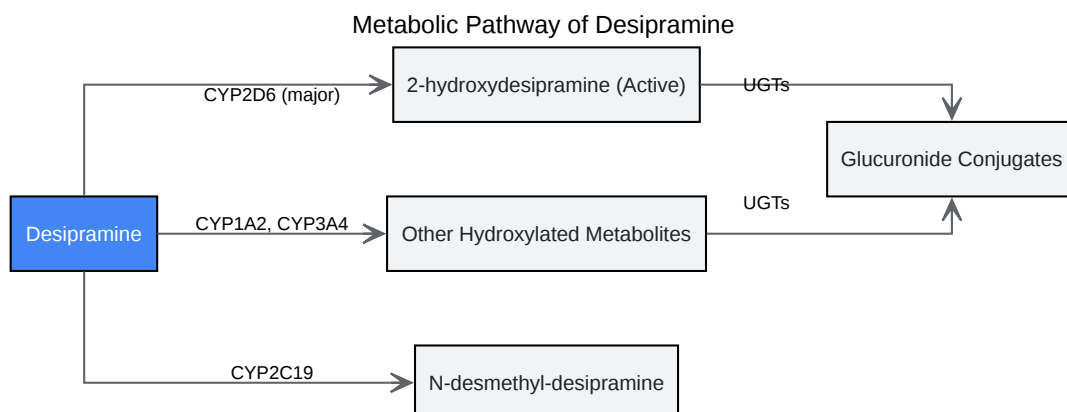 Metabolic Pathway of Desipramine
CYP2D6 (major)
2-hydroxydesipramine (Active)
UGTs
Glucuronide Conjugates
Desipramine
CYP1A2, CYP3A4
Other Hydroxylated Metabolites
UGTs
CYP2C19
N-desmethyl-desipramine